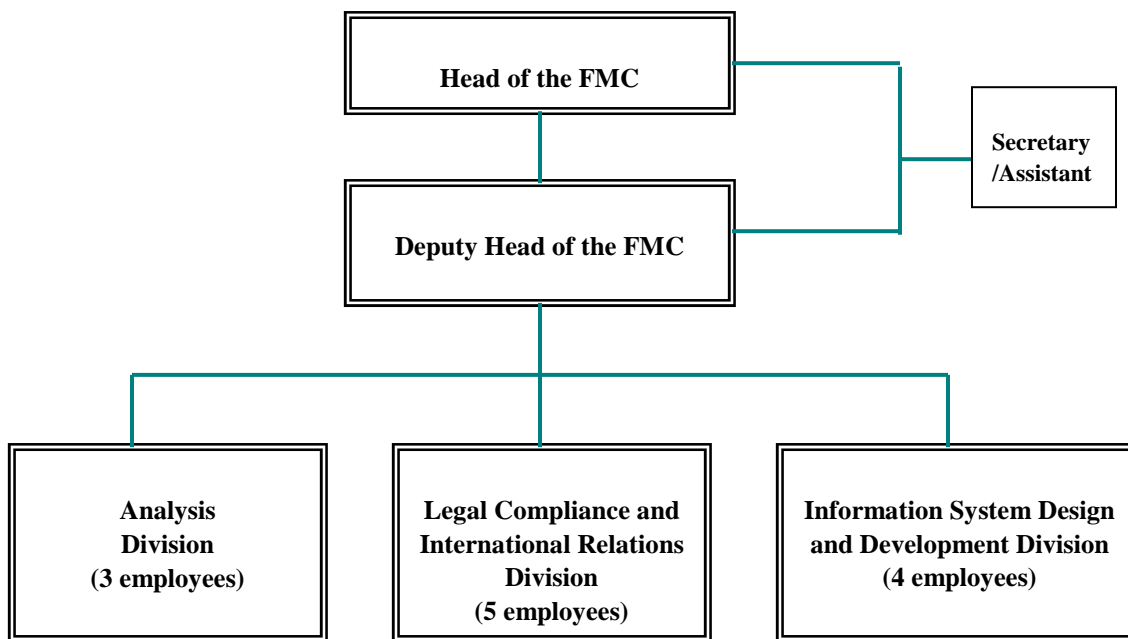 Head of the FMC
Secretary
/Assistant
Deputy Head of the FMC
Analysis
Division
(3 employees)
Legal Compliance and
International Relations
Division
(5 employees)
Information System Design
and Development Division
(4 employees)